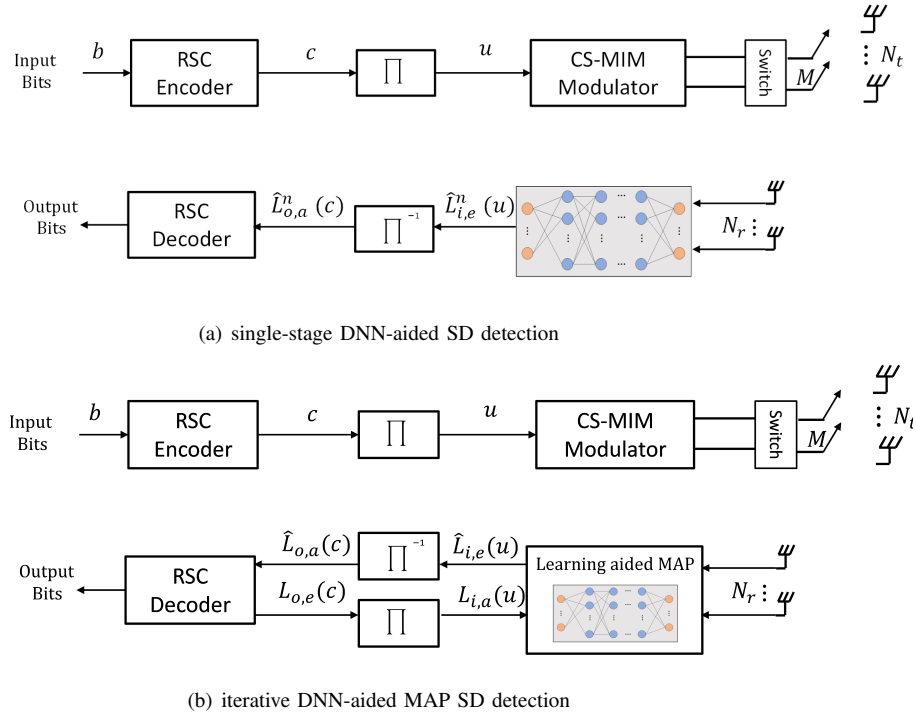 Input Bits
b
RSC Encoder
c
∏
u
CS-MIM Modulator
Switch
M
⋮ N_t
Output Bits
RSC Decoder
L̂ⁿ_{o,a}(c)
∏⁻¹
L̂ⁿ_{i,e}(u)
N_r ⋮
(a) single-stage DNN-aided SD detection
Input Bits
b
RSC Encoder
c
∏
u
CS-MIM Modulator
Switch
M
⋮ N_t
Output Bits
RSC Decoder
L̂_{o,a}(c)
∏⁻¹
L̂_{i,e}(u)
L_{o,e}(c)
∏
L_{i,a}(u)
Learning aided MAP
N_r ⋮
(b) iterative DNN-aided MAP SD detection